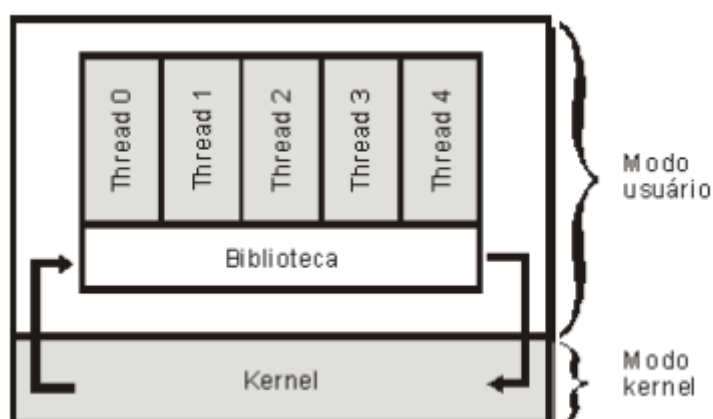 Thread 0
Thread 1
Thread 2
Thread 3
Thread 4
Biblioteca
Modo
usuário
Kernel
Modo
kernel